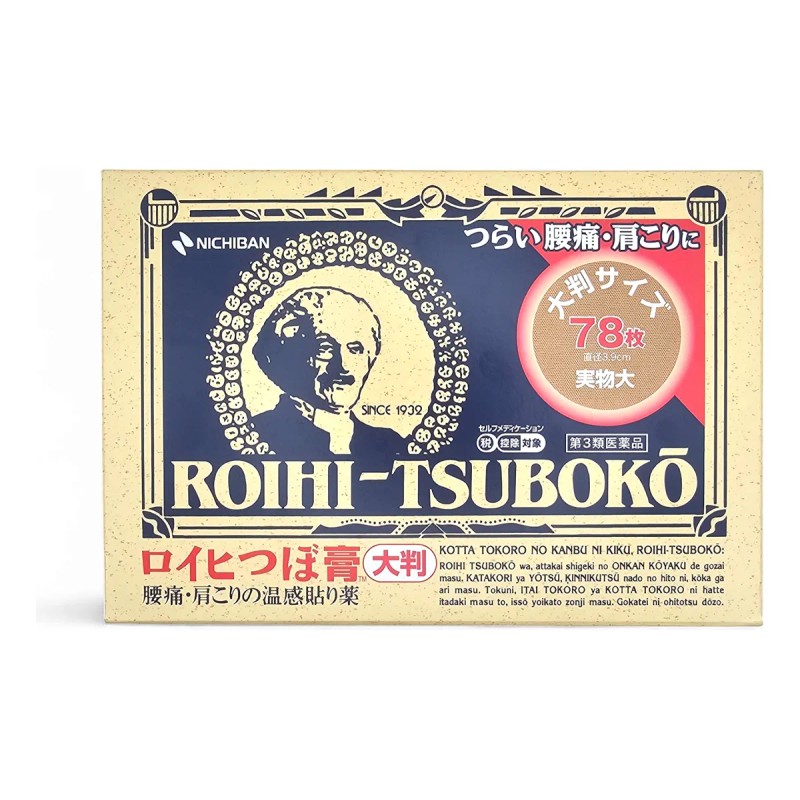 NICHIBAN
つらい腰痛・肩こりに
大判サイズ
78枚
直径3.9cm
実物大
SINCE 1932
セルフメディケーション
税 控除 対象
第3類医薬品
ROIHI-TSUBOKŌ
ロイヒつぼ膏™ 大判
腰痛・肩こりの温感貼り薬
KOTTA TOKORO NO KANBU NI KIKU, ROIHI-TSUBOKŌ:
ROIHI TSUBOKŌ wa, attakai shigeki no ONKAN KŌYAKU de gozai
masu. KATAKORI ya YŌTSŪ, KINNIKUTSŪ nado no hito ni, kōka ga
ari masu. Tokuni, ITAI TOKORO ya KOTTA TOKORO ni hatte
itadaki masu to, issō yoikato zonji masu. Gokatei ni ohitotsu dōzo.